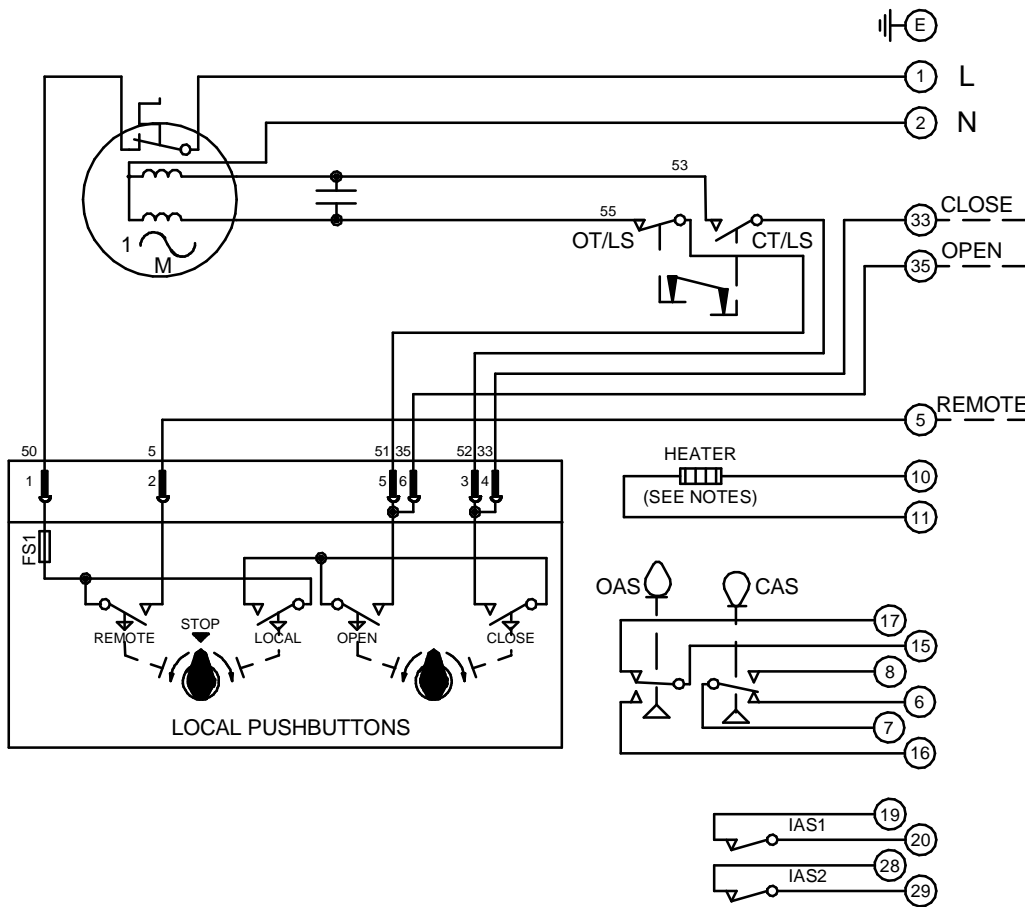 E
1 L
2 N
53
55
OT/LS CT/LS
33 CLOSE
35 OPEN
1
M
5 REMOTE
50 5 51 35 52 33
1 2 5 6 3 4
HEATER
(SEE NOTES)
10
11
FS1
REMOTE STOP LOCAL OPEN CLOSE
LOCAL PUSHBUTTONS
OAS CAS
17
15
8
6
7
16
IAS1 19
20
IAS2 28
29